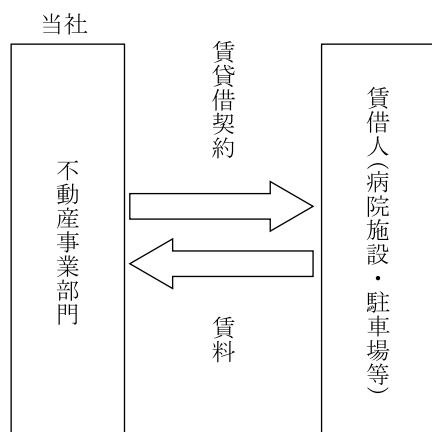 当社
不動産事業部門
賃貸借契約
賃料
賃借人(病院施設・駐車場等)